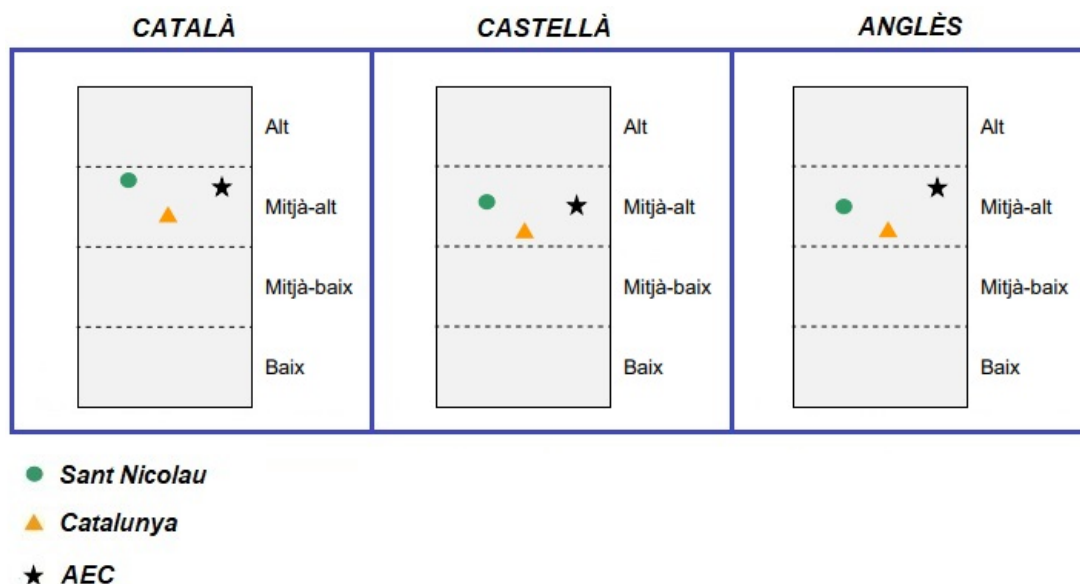 CATALÀ
CASTELLÀ
ANGLÈS
Alt
Mitjà-alt
Mitjà-baix
Baix
Alt
Mitjà-alt
Mitjà-baix
Baix
Alt
Mitjà-alt
Mitjà-baix
Baix
Sant Nicolau
Catalunya
AEC